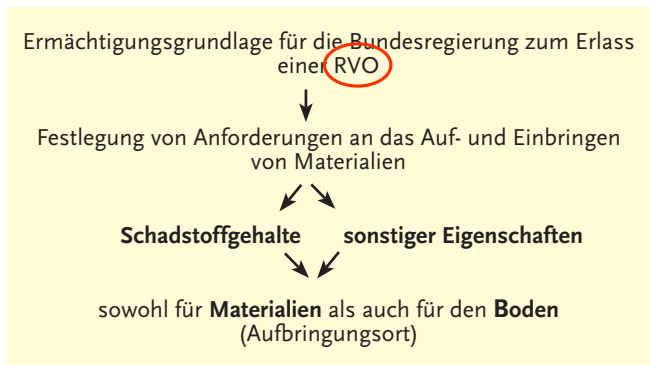 Ermächtigungsgrundlage für die Bundesregierung zum Erlass
einer RVO
Festlegung von Anforderungen an das Auf- und Einbringen
von Materialien
Schadstoffgehalte sonstiger Eigenschaften
sowohl für Materialien als auch für den Boden
(Aufbringungsort)